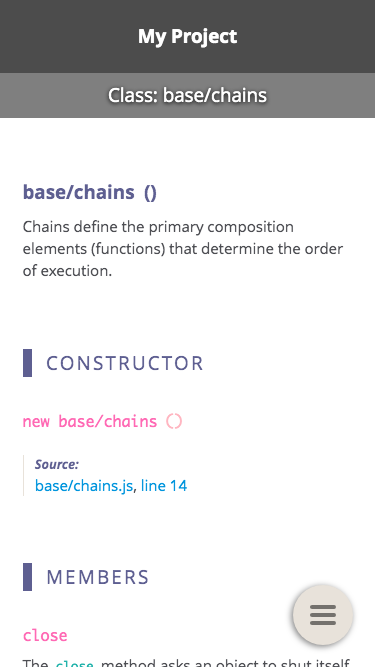 My Project
Class: base/chains
base/chains ()
Chains define the primary composition
elements (functions) that determine the order
of execution.
CONSTRUCTOR
new base/chains ()
Source:
base/chains.js, line 14
MEMBERS
close
The close method asks an object to shut itself